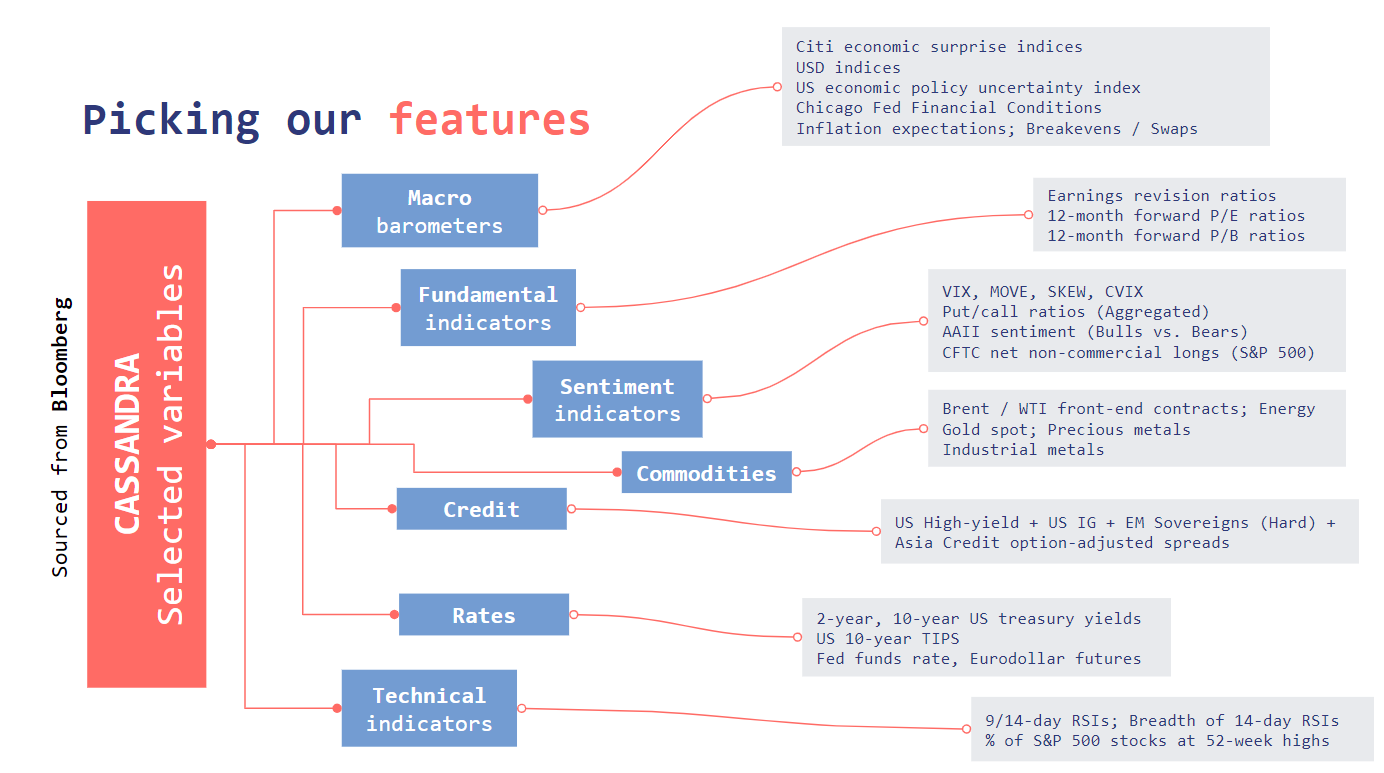 Picking our features
Sourced from Bloomberg
CASSANDRA
Selected variables
Macro
barometers
Citi economic surprise indices
USD indices
US economic policy uncertainty index
Chicago Fed Financial Conditions
Inflation expectations; Breakevens / Swaps
Fundamental
indicators
Earnings revision ratios
12-month forward P/E ratios
12-month forward P/B ratios
Sentiment
indicators
VIX, MOVE, SKEW, CVIX
Put/call ratios (Aggregated)
AAII sentiment (Bulls vs. Bears)
CFTC net non-commercial longs (S&P 500)
Commodities
Brent / WTI front-end contracts; Energy
Gold spot; Precious metals
Industrial metals
Credit
US High-yield + US IG + EM Sovereigns (Hard) +
Asia Credit option-adjusted spreads
Rates
2-year, 10-year US treasury yields
US 10-year TIPS
Fed funds rate, Eurodollar futures
Technical
indicators
9/14-day RSIs; Breadth of 14-day RSIs
% of S&P 500 stocks at 52-week highs